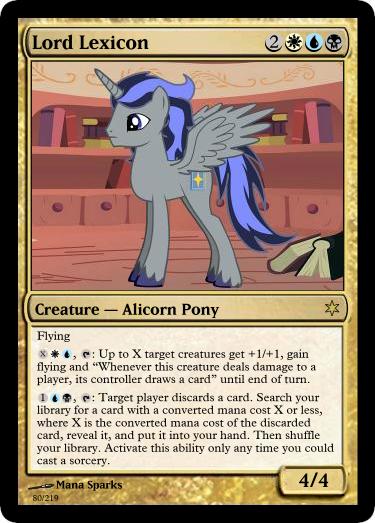 Lord Lexicon 2
Creature — Alicorn Pony
Flying
X, : Up to X target creatures get +1/+1, gain
flying and "Whenever this creature deals damage to a
player, its controller draws a card" until end of turn.
1, : Target player discards a card. Search your
library for a card with a converted mana cost X or less,
where X is the converted mana cost of the discarded
card, reveal it, and put it into your hand. Then shuffle
your library. Activate this ability only any time you
could cast a sorcery.
Mana Sparks
4/4
80/219